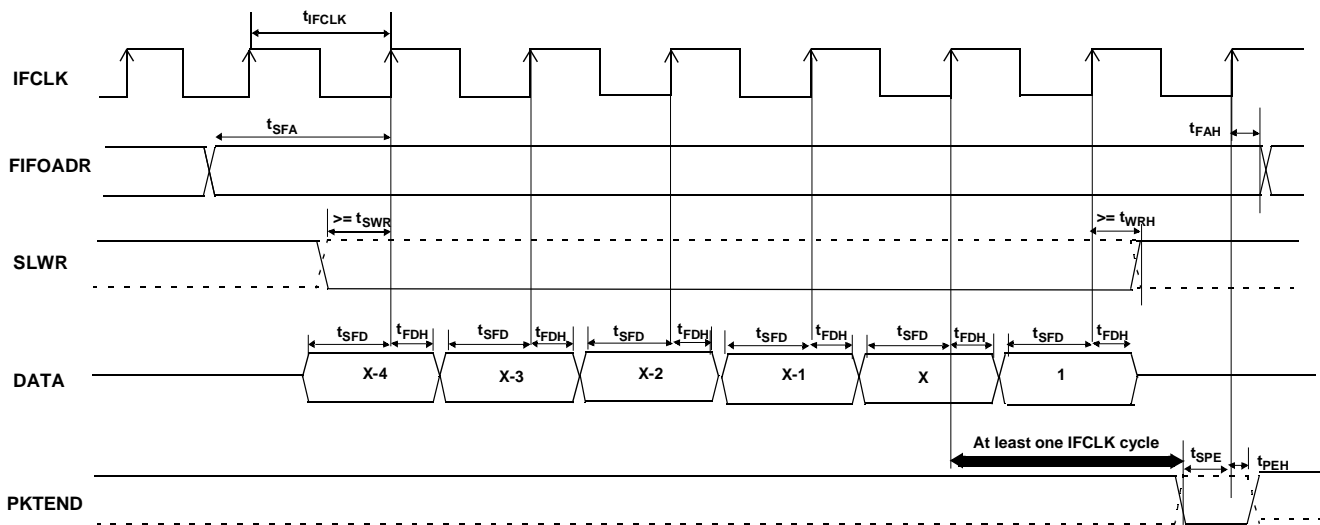 tIFCLK
IFCLK
tSFA
tFAH
FIFOADR
>= tSWR
>= tWRH
SLWR
tSFD tFDH tSFD tFDH tSFD tFDH tSFD tFDH tSFD tFDH tSFD tFDH
DATA
X-4 X-3 X-2 X-1 X 1
At least one IFCLK cycle
tSPE
tPEH
PKTEND